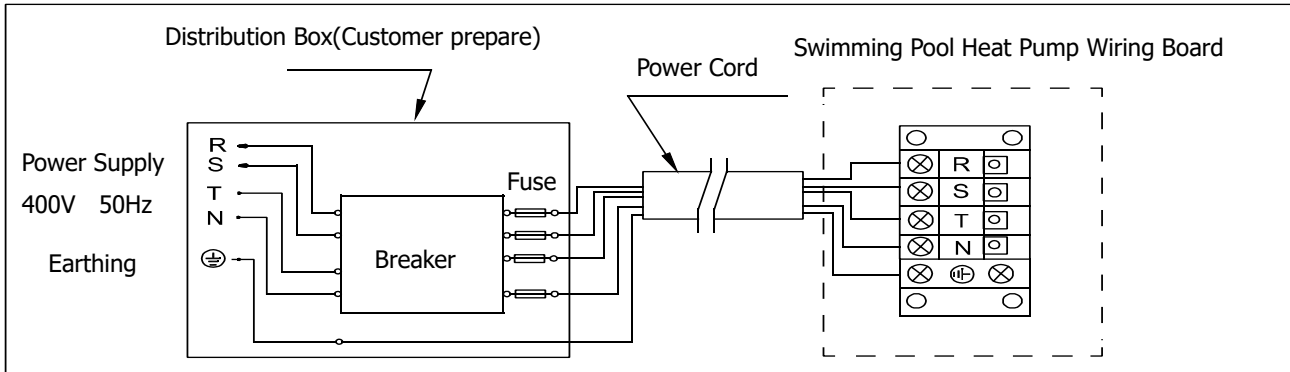 Distribution Box(Customer prepare)
Swimming Pool Heat Pump Wiring Board
Power Cord
Power Supply
400V 50Hz
Earthing
R
S
T
N
Fuse
Breaker
R
S
T
N